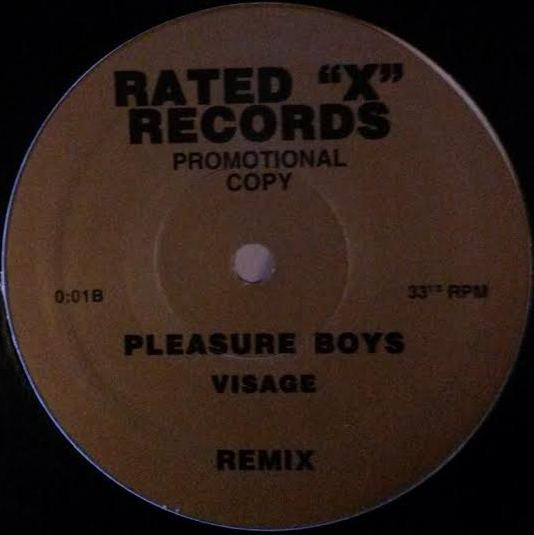 RATED "X"
RECORDS
PROMOTIONAL
COPY
0:01B
33⅓ RPM
PLEASURE BOYS
VISAGE
REMIX